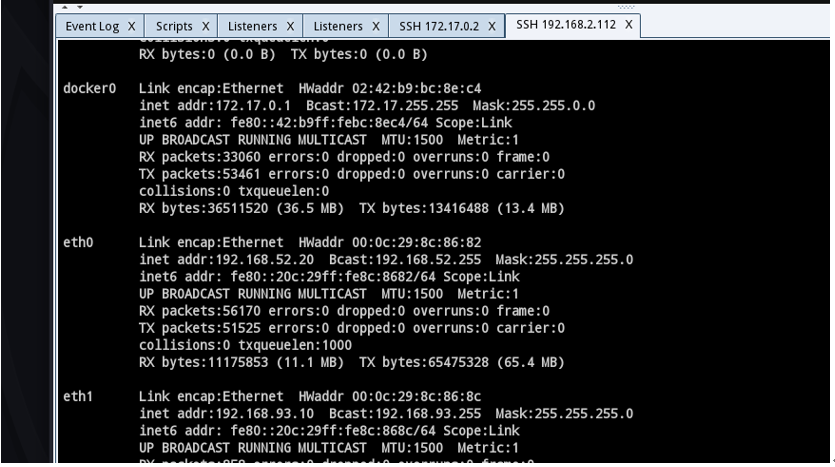 Event Log X Scripts X Listeners X Listeners X SSH 172.17.0.2 X SSH 192.168.2.112 X
collisions:0 txqueuelen:0
RX bytes:0 (0.0 B) TX bytes:0 (0.0 B)
docker0 Link encap:Ethernet HWaddr 02:42:b9:bc:8e:c4
inet addr:172.17.0.1 Bcast:172.17.255.255 Mask:255.255.0.0
inet6 addr: fe80::42:b9ff:febc:8ec4/64 Scope:Link
UP BROADCAST RUNNING MULTICAST MTU:1500 Metric:1
RX packets:33060 errors:0 dropped:0 overruns:0 frame:0
TX packets:53461 errors:0 dropped:0 overruns:0 carrier:0
collisions:0 txqueuelen:0
RX bytes:36511520 (36.5 MB) TX bytes:13416488 (13.4 MB)
eth0 Link encap:Ethernet HWaddr 00:0c:29:8c:86:82
inet addr:192.168.52.20 Bcast:192.168.52.255 Mask:255.255.255.0
inet6 addr: fe80::20c:29ff:fe8c:8682/64 Scope:Link
UP BROADCAST RUNNING MULTICAST MTU:1500 Metric:1
RX packets:56170 errors:0 dropped:0 overruns:0 frame:0
TX packets:51525 errors:0 dropped:0 overruns:0 carrier:0
collisions:0 txqueuelen:1000
RX bytes:11175853 (11.1 MB) TX bytes:65475328 (65.4 MB)
eth1 Link encap:Ethernet HWaddr 00:0c:29:8c:86:8c
inet addr:192.168.93.10 Bcast:192.168.93.255 Mask:255.255.255.0
inet6 addr: fe80::20c:29ff:fe8c:868c/64 Scope:Link
UP BROADCAST RUNNING MULTICAST MTU:1500 Metric:1